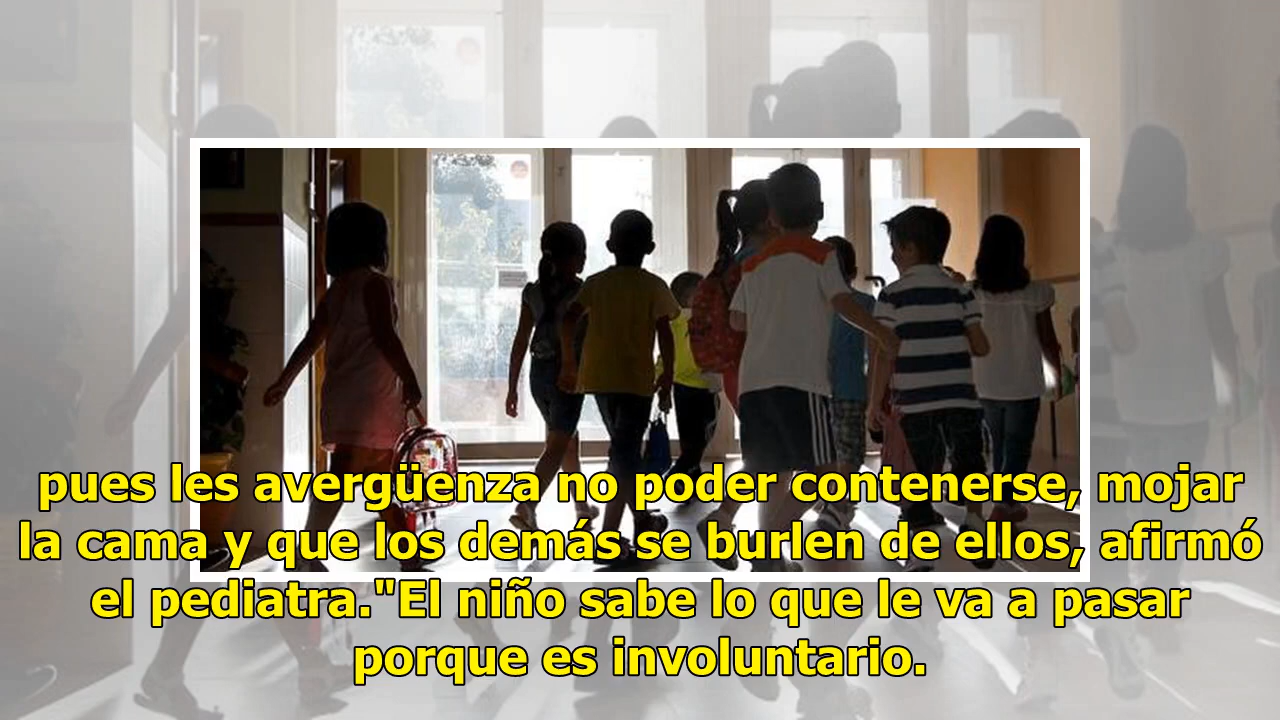 pues les avergüenza no poder contenerse, mojar
la cama y que los demás se burlen de ellos, afirmó
el pediatra."El niño sabe lo que le va a pasar
porque es involuntario.